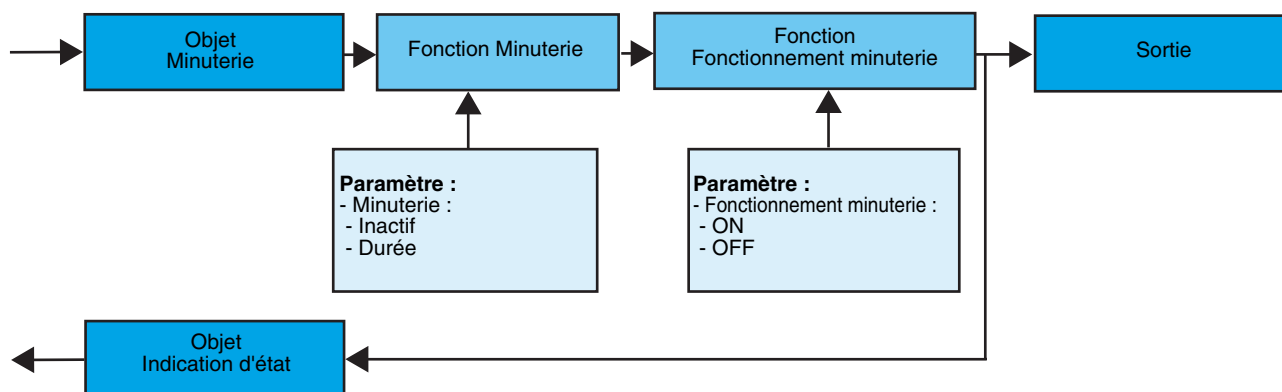 Objet
Minuterie
Fonction Minuterie
Fonction
Fonctionnement minuterie
Sortie
Paramètre :
- Minuterie :
- Inactif
- Durée
Paramètre :
- Fonctionnement minuterie :
- ON
- OFF
Objet
Indication d'état